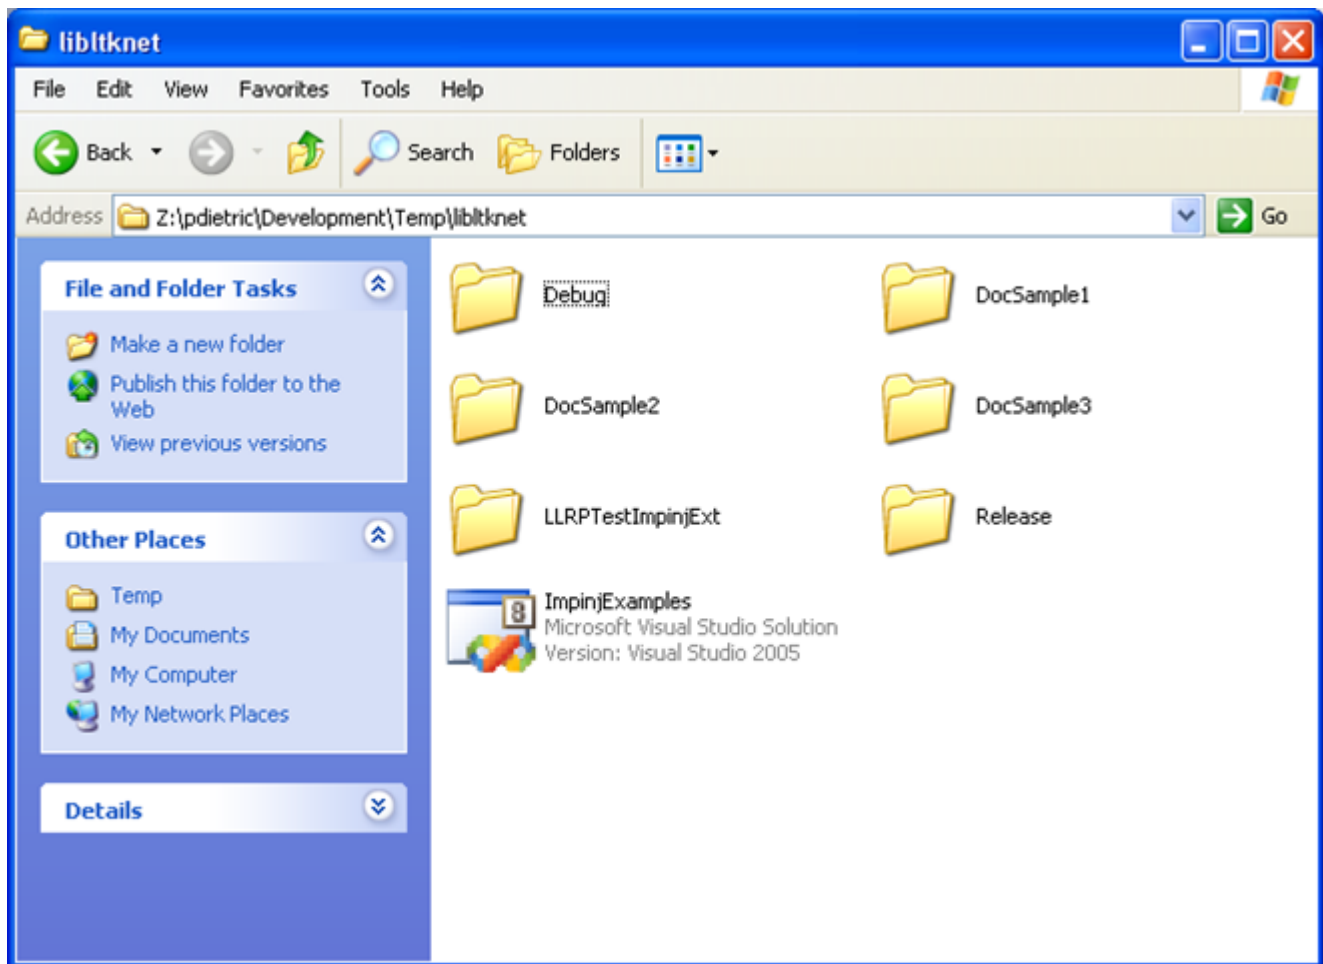 libltknet
File Edit View Favorites Tools Help
Back Search Folders
Address Z:\pdietric\Development\Temp\libltknet Go
File and Folder Tasks
Make a new folder
Publish this folder to the
Web
View previous versions
Other Places
Temp
My Documents
My Computer
My Network Places
Details
Debug DocSample1
DocSample2 DocSample3
LLRPTestImpinjExt Release
8
ImpinjExamples
Microsoft Visual Studio Solution
Version: Visual Studio 2005